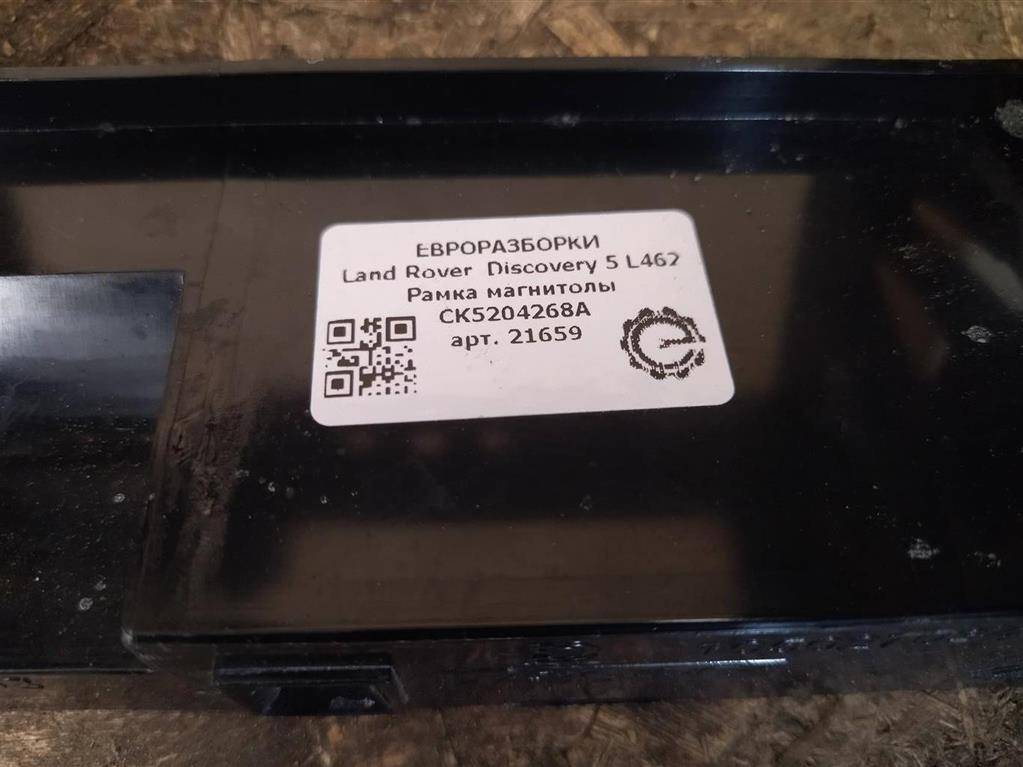 ЕВРОРАЗБОРКИ
Land Rover Discovery 5 L462
Рамка магнитолы
CK5204268A
арт. 21659